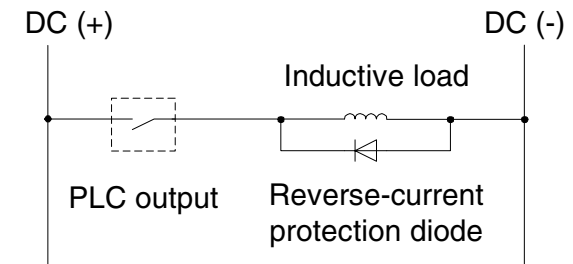 DC (+)
DC (-)
Inductive load
PLC output
Reverse-current
protection diode